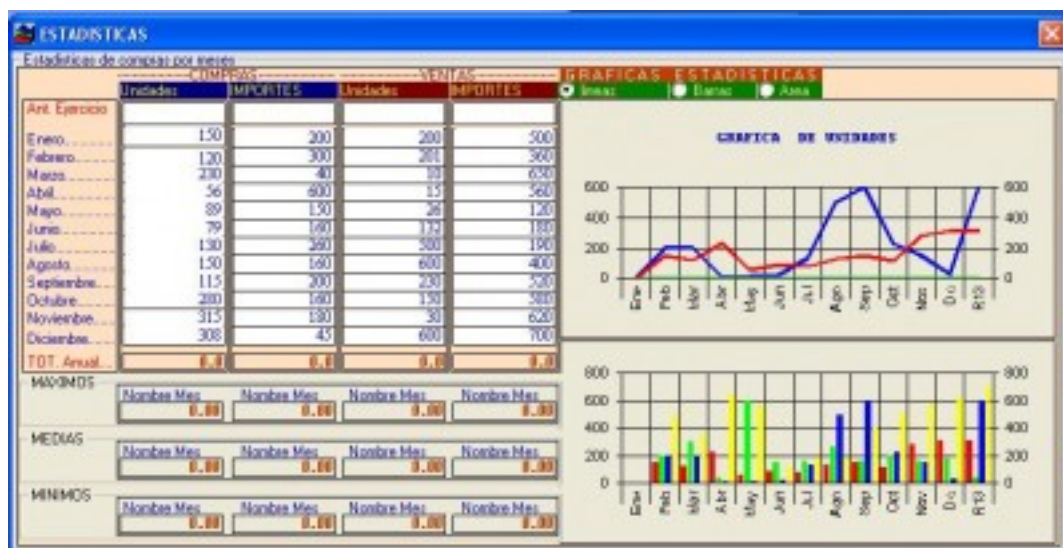 ESTADISTICAS
Estadisticas de compras por meses
COMPRAS VENTAS GRAFICAS ESTADISTICAS
Unidades IMPORTES Unidades IMPORTES lineas Barras Area
Ant. Ejercicio
GRAFICA DE UNIDADES
Enero 150 200 200 500
Febrero 120 300 201 360
Marzo 230 40 10 650
Abril 56 600 15 560
Mayo 89 150 26 120
Junio 79 160 132 180
Julio 130 260 500 190
Agosto 150 160 600 400
Septiembre 115 200 230 520
Octubre 280 160 150 580
Noviembre 315 180 30 620
Diciembre 308 45 600 700
TOT. Anual 0.0 0.0 0.0 0.0
600 600
400 400
200 200
0 0
Ene Feb Mar Abr May Jun Jul Ago Sep Oct Nov Dic R13
MAXIMOS
Nombre Mes Nombre Mes Nombre Mes Nombre Mes
0.00 0.00 0.00 0.00
MEDIAS
Nombre Mes Nombre Mes Nombre Mes Nombre Mes
0.00 0.00 0.00 0.00
MINIMOS
Nombre Mes Nombre Mes Nombre Mes Nombre Mes
0.00 0.00 0.00 0.00
800 800
600 600
400 400
200 200
0 0
Ene Feb Mar Abr May Jun Jul Ago Sep Oct Nov Dic R13